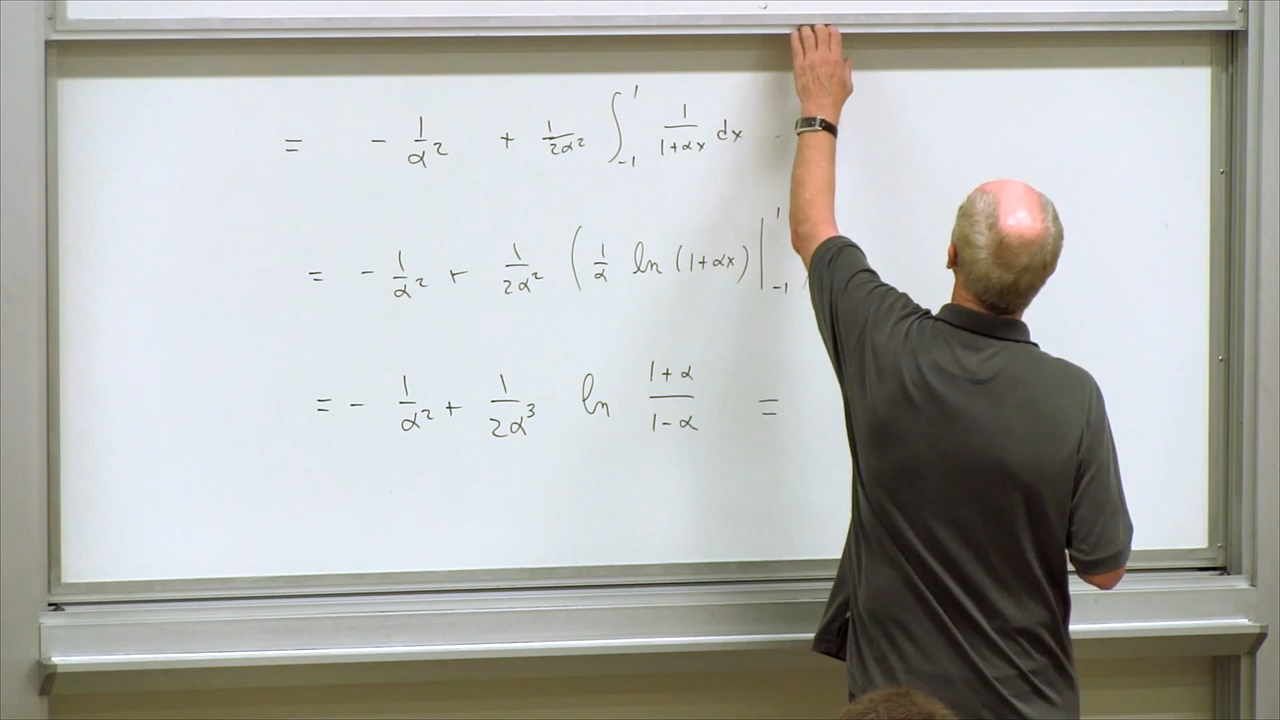 = - 1/α² + 1/2α² ∫₋₁¹ 1/1+αx dx -
= - 1/α² + 1/2α² ( 1/α ln (1+αx) |₋₁¹ )
= - 1/α² + 1/2α³ ln 1+α/1-α =